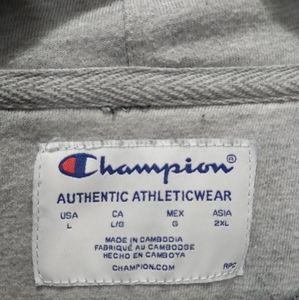 Champion®
AUTHENTIC ATHLETICWEAR
USA CA MEX ASIA
L L/G G 2XL
MADE IN CAMBODIA
FABRIQUÉ AU CAMBODGE
HECHO EN CAMBOYA
CHAMPION.COM RPC